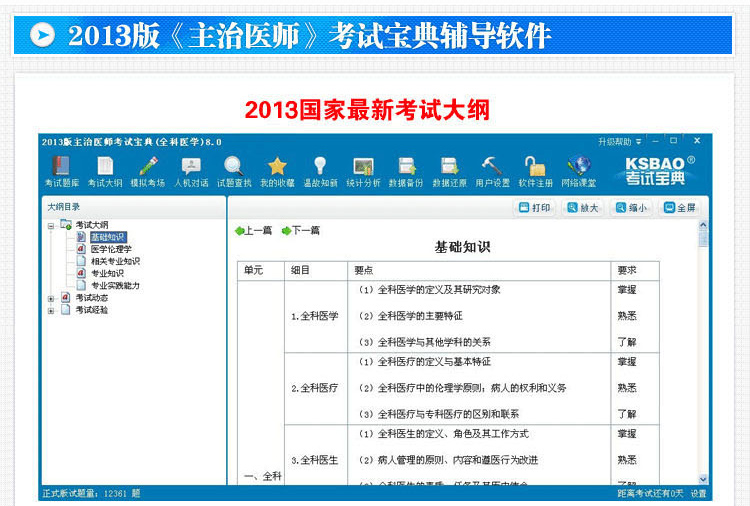 2013版《主治医师》考试宝典辅导软件
2013国家最新考试大纲
2013版主治医师考试宝典(全科医学)8.0
升级帮助
考试题库 考试大纲 模拟考场 人机对话 试题查找 我的收藏 温故知新 统计分析 数据备份 数据还原 用户设置 软件注册 网络课堂
KSBAO®
考试宝典
大纲目录
打印 放大 缩小 全屏
考试大纲
基础知识
医学伦理学
相关专业知识
专业知识
专业实践能力
考试动态
考试经验
上一篇 下一篇
基础知识
单元 细目 要点 要求
(1) 全科医学的定义及其研究对象 掌握
1.全科医学 (2) 全科医学的主要特征 熟悉
(3) 全科医学与其他学科的关系 了解
(1) 全科医疗的定义与基本特征 掌握
2.全科医疗 (2) 全科医疗中的伦理学原则；病人的权利和义务 熟悉
(3) 全科医疗与专科医疗的区别和联系 了解
(1) 全科医生的定义、角色及其工作方式 掌握
3.全科医生 (2) 病人管理的原则、内容和遵医行为改进 熟悉
一、全科
正式版试题量: 12361 题
距离考试还有0天 设置